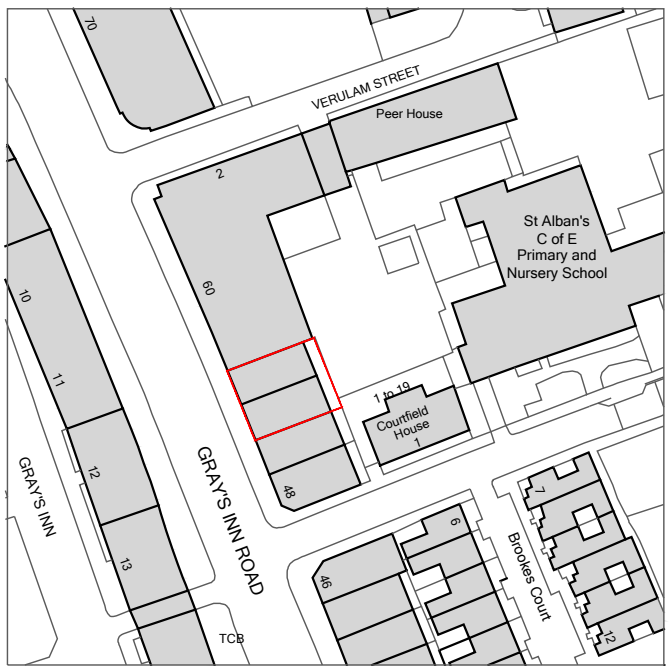 70
VERULAM STREET
Peer House
2
St Alban's
C of E
Primary and
Nursery School
60
10
11
1 to 19
Courtfield
House
1
12
GRAY'S INN
GRAY'S INN ROAD
48
13
46
6
7
Brookes Court
12
TCB